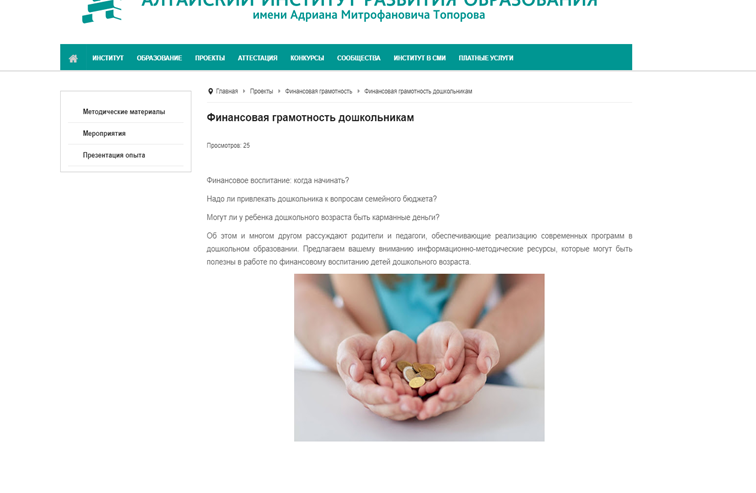 АЛТАЙСКИЙ ИНСТИТУТ РАЗВИТИЯ ОБРАЗОВАНИЯ
имени Адриана Митрофановича Топорова
ИНСТИТУТ ОБРАЗОВАНИЕ ПРОЕКТЫ АТТЕСТАЦИЯ КОНКУРСЫ СООБЩЕСТВА ИНСТИТУТ В СМИ ПЛАТНЫЕ УСЛУГИ
Методические материалы
Мероприятия
Презентация опыта
Главная Проекты Финансовая грамотность Финансовая грамотность дошкольникам
Финансовая грамотность дошкольникам
Просмотров: 25
Финансовое воспитание: когда начинать?
Надо ли привлекать дошкольника к вопросам семейного бюджета?
Могут ли у ребенка дошкольного возраста быть карманные деньги?
Об этом и многом другом рассуждают родители и педагоги, обеспечивающие реализацию современных программ в
дошкольном образовании. Предлагаем вашему вниманию информационно-методические ресурсы, которые могут быть
полезны в работе по финансовому воспитанию детей дошкольного возраста.